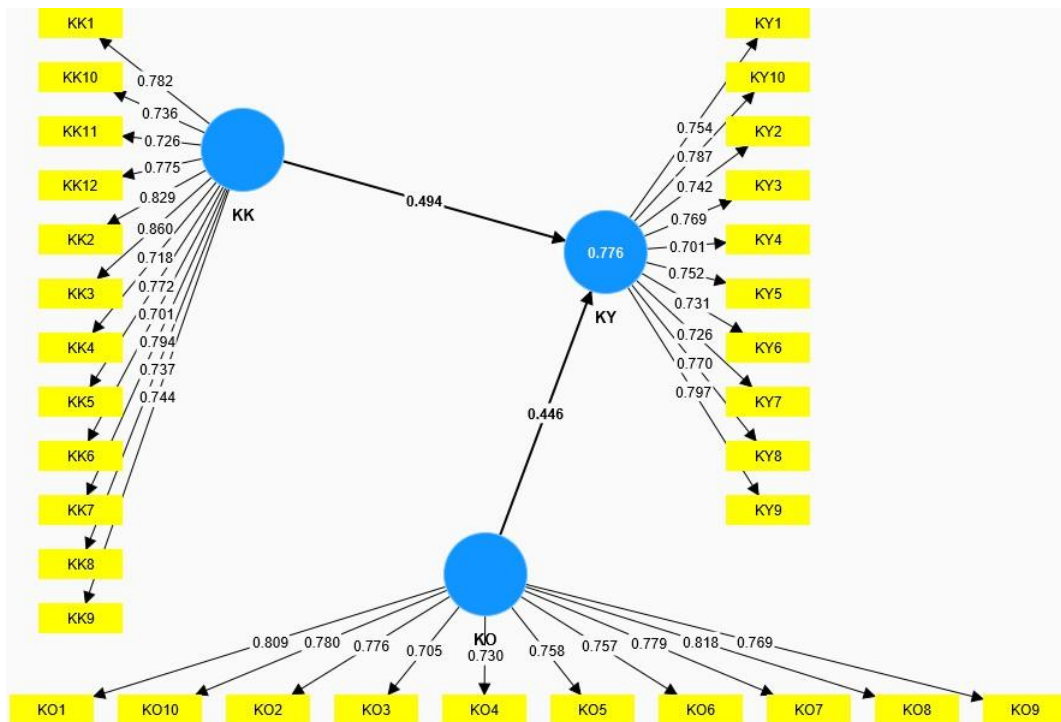 KK1
KK10
KK11
KK12
KK2
KK3
KK4
KK5
KK6
KK7
KK8
KK9
0.782
0.736
0.726
0.775
0.829
0.860
0.718
0.772
0.701
0.794
0.737
0.744
KK
0.494
0.776
KY
0.446
KY1
KY10
KY2
KY3
KY4
KY5
KY6
KY7
KY8
KY9
0.754
0.787
0.742
0.769
0.701
0.752
0.731
0.726
0.770
0.797
KO
0.809 0.780 0.776 0.705 0.730 0.758 0.757 0.779 0.818 0.769
KO1 KO10 KO2 KO3 KO4 KO5 KO6 KO7 KO8 KO9